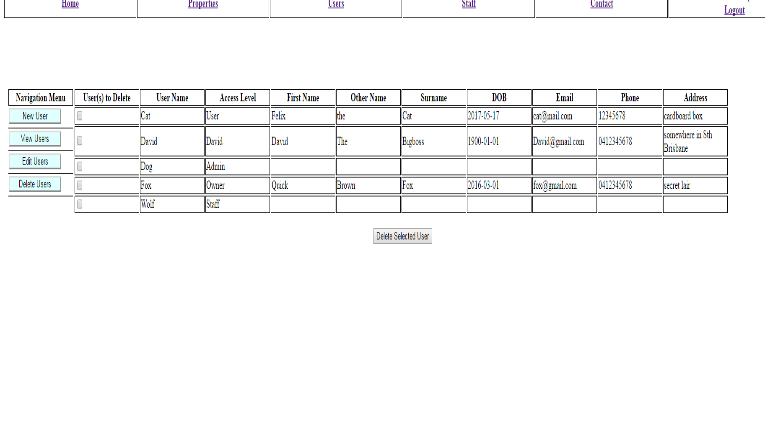 Home Properties Users Staff Contact
Logout
Navigation Menu User(s) to Delete User Name Access Level First Name Other Name Surname DOB Email Phone Address
New User Cat User Felix the Cat 2017-05-17 cat@mail.com 12345678 cardboard box
View Users David David David The Bigboss 1900-01-01 David@gmail.com 0412345678 somewhere in Sth
Brisbane
Edit Users Dog Admin
Delete Users Fox Owner Quick Brown Fox 2016-03-01 fox@gmail.com 0412345678 secret lair
Wolf Staff
Delete Selected User